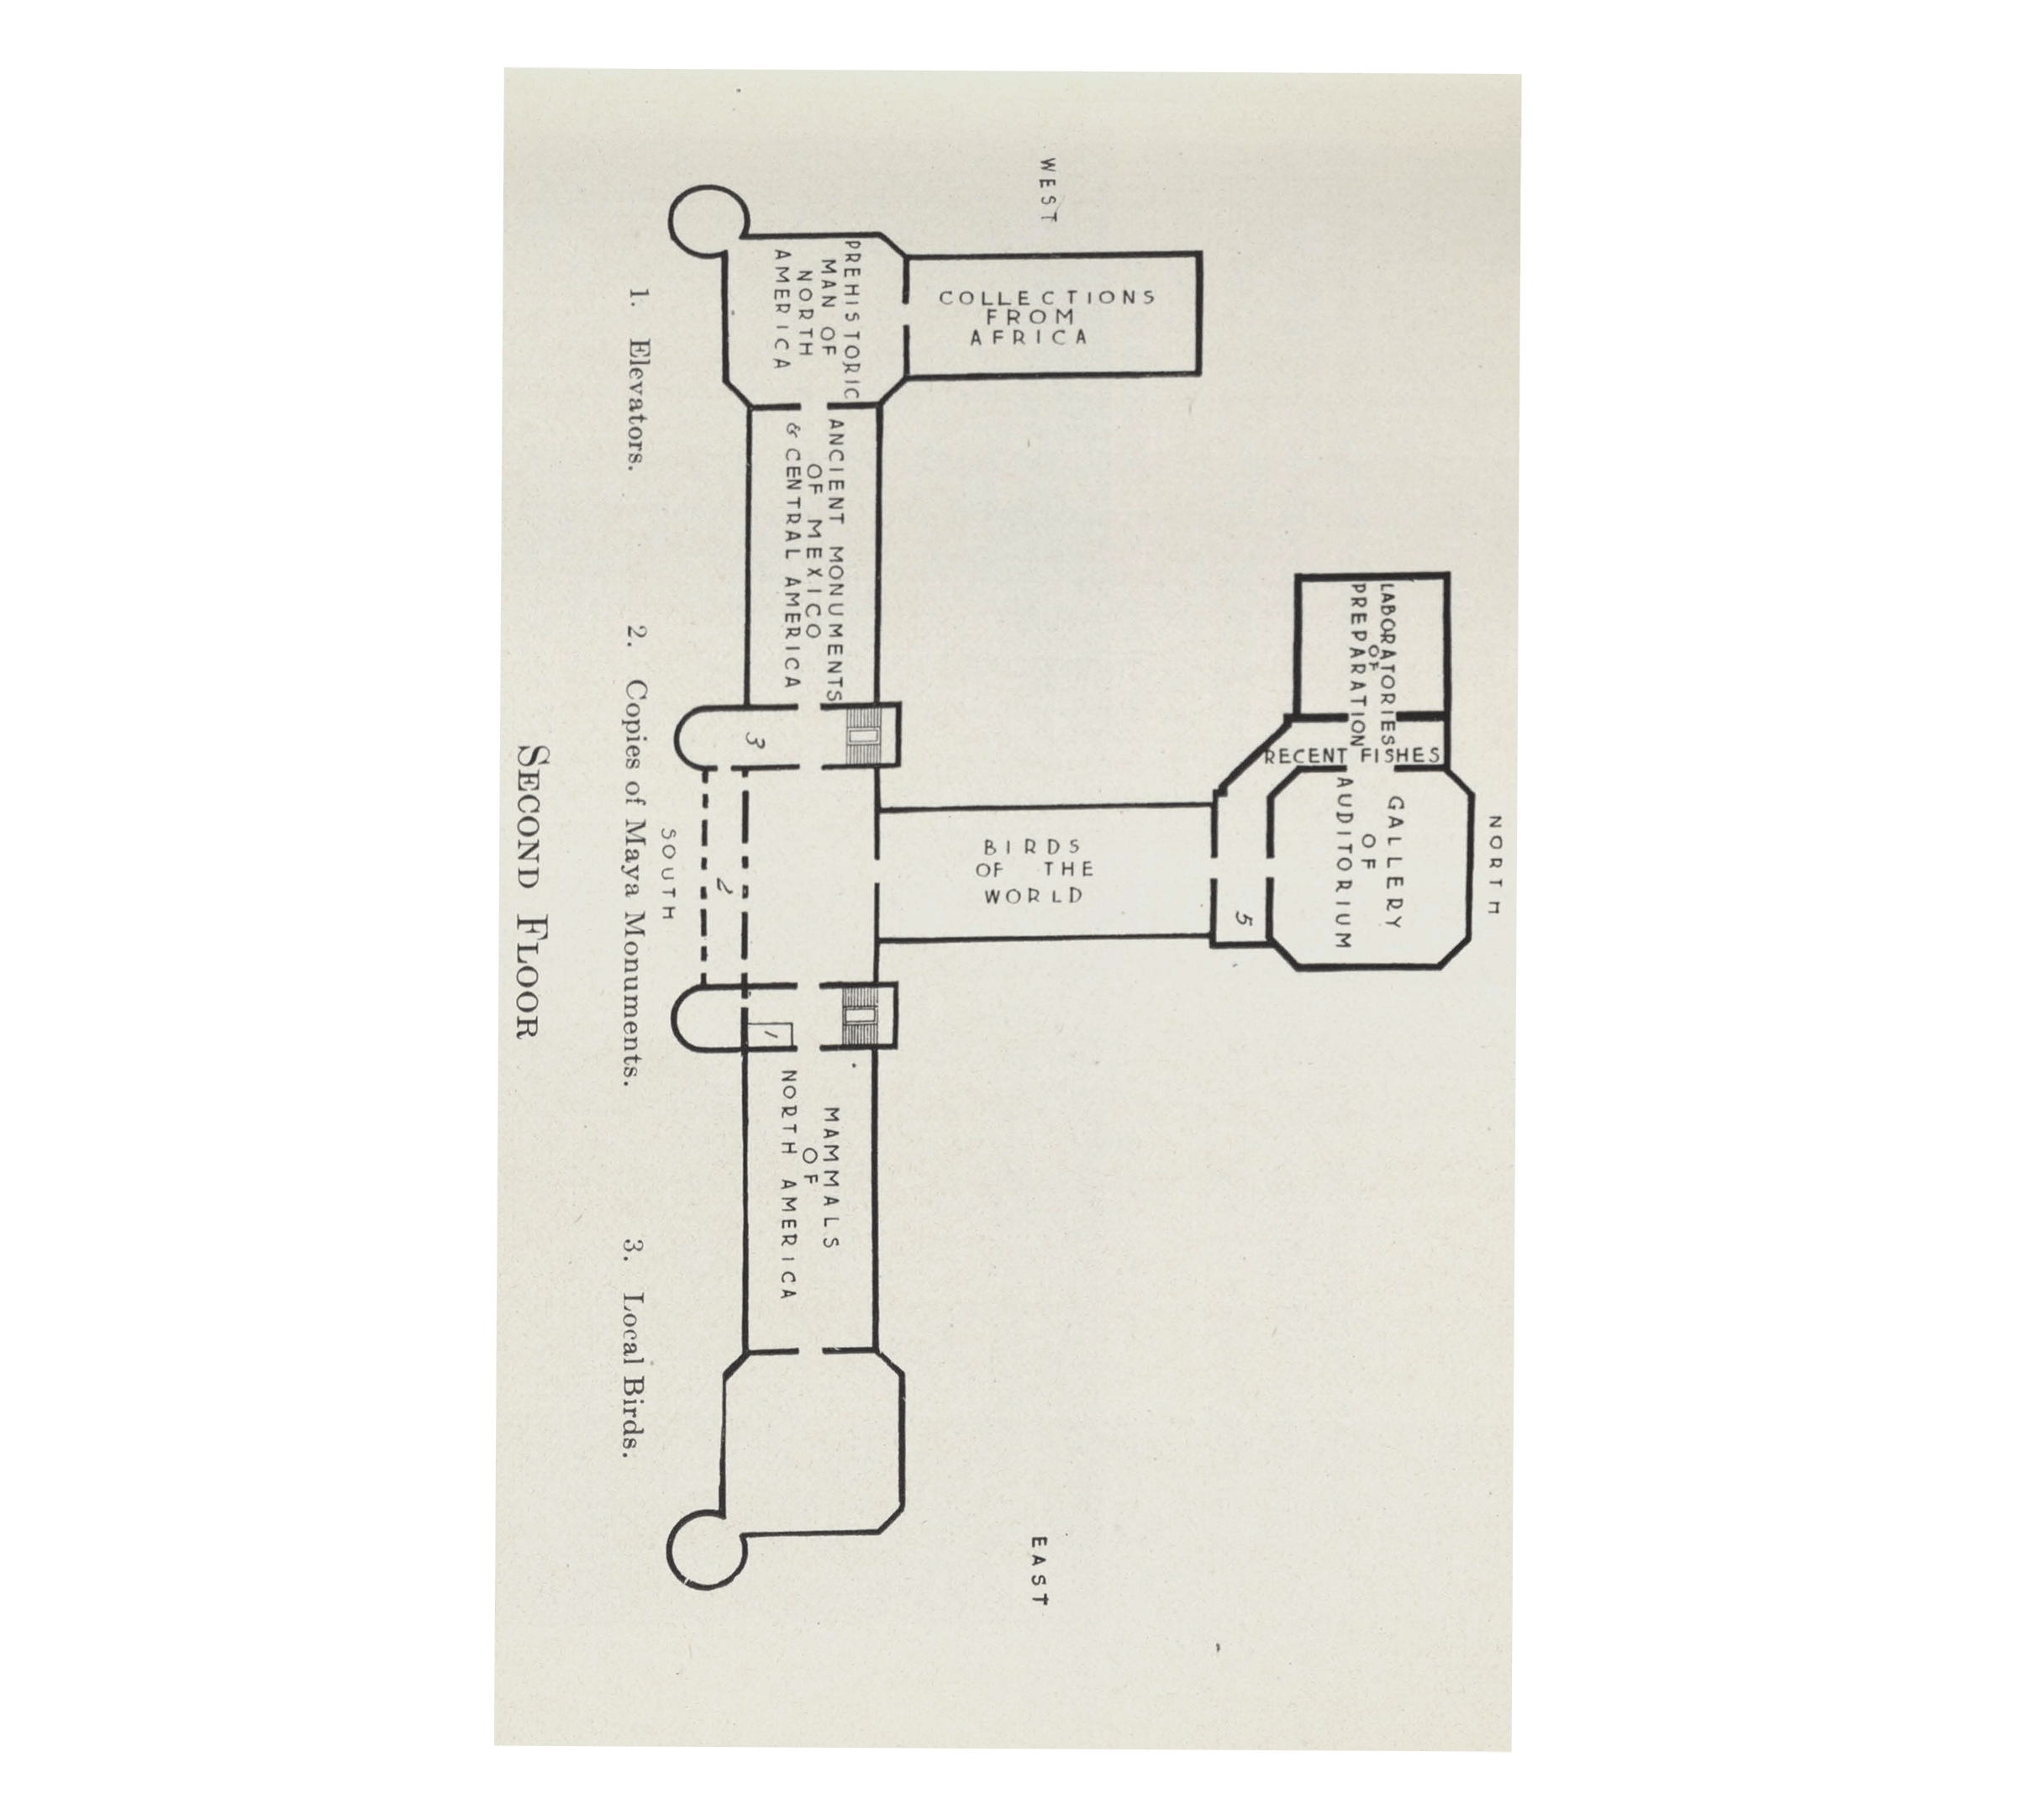 NORTH
LABORATORIES
OF
PREPARATION
RECENT FISHES
GALLERY
OF
AUDITORIUM
5
WEST
EAST
COLLECTIONS
FROM
AFRICA
BIRDS
OF THE
WORLD
PREHISTORIC
MAN OF
NORTH
AMERICA
ANCIENT MONUMENTS
OF MEXICO
& CENTRAL AMERICA
3
2
1
MAMMALS
OF
NORTH AMERICA
SOUTH
1. Elevators. 2. Copies of Maya Monuments. 3. Local Birds.
SECOND FLOOR